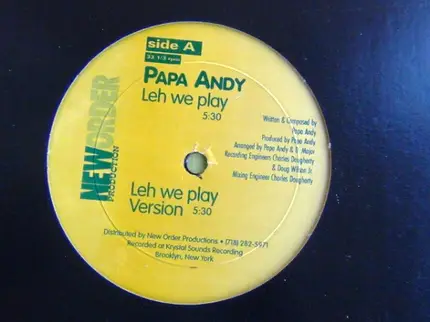 side A
33 1/3 rpm
PAPA ANDY
Leh we play
5:30
Written & Composed by
Papa Andy
Produced by Papa Andy
Arranged by Papa Andy & D. Major
Recording Engineers Charles Dougherty
& Doug Wilson Jr.
Mixing Engineer Charles Dougherty
NEW ORDER
PRODUCTION
Leh we play
Version 5:30
Distributed by New Order Productions • (718) 282-5971
Recorded at Krystal Sounds Recording
Brooklyn, New York